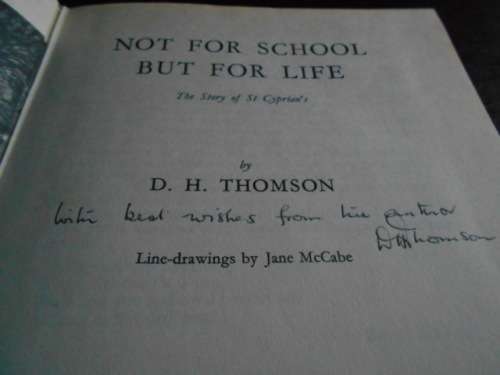 NOT FOR SCHOOL
BUT FOR LIFE
The Story of St Cyprian's
by
D. H. THOMSON
With best wishes from the author
DHThomson
Line-drawings by Jane McCabe